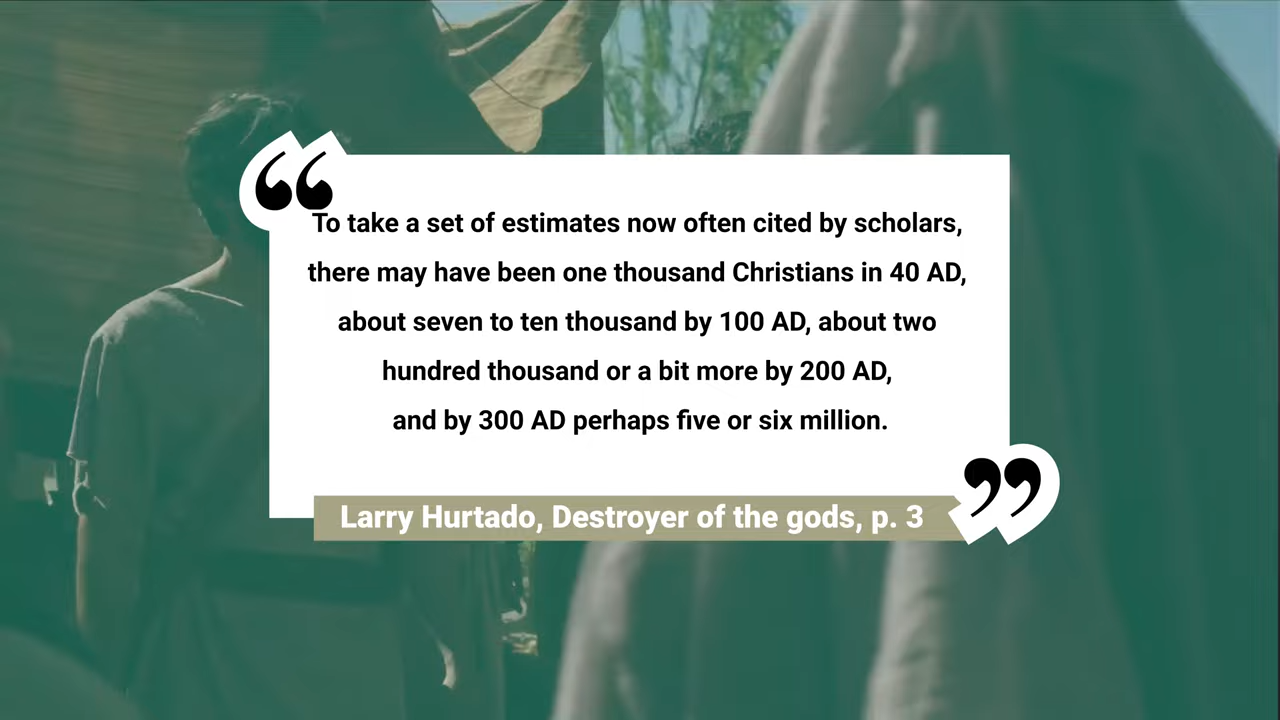 “
To take a set of estimates now often cited by scholars,
there may have been one thousand Christians in 40 AD,
about seven to ten thousand by 100 AD, about two
hundred thousand or a bit more by 200 AD,
and by 300 AD perhaps five or six million.
”
Larry Hurtado, Destroyer of the gods, p. 3